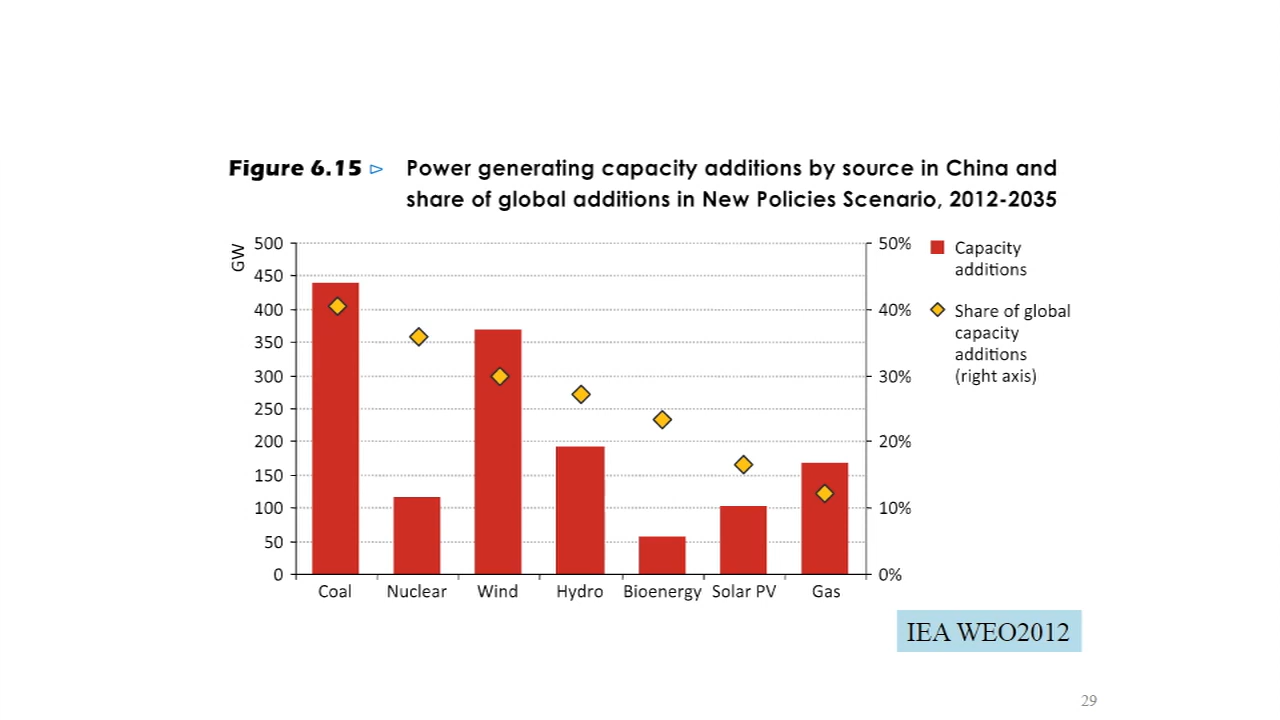 Figure 6.15 ▻ Power generating capacity additions by source in China and
share of global additions in New Policies Scenario, 2012-2035
GW
500
450
400
350
300
250
200
150
100
50
0
50%
40%
30%
20%
10%
0%
Capacity
additions
Share of global
capacity
additions
(right axis)
Coal Nuclear Wind Hydro Bioenergy Solar PV Gas
IEA WEO2012
29